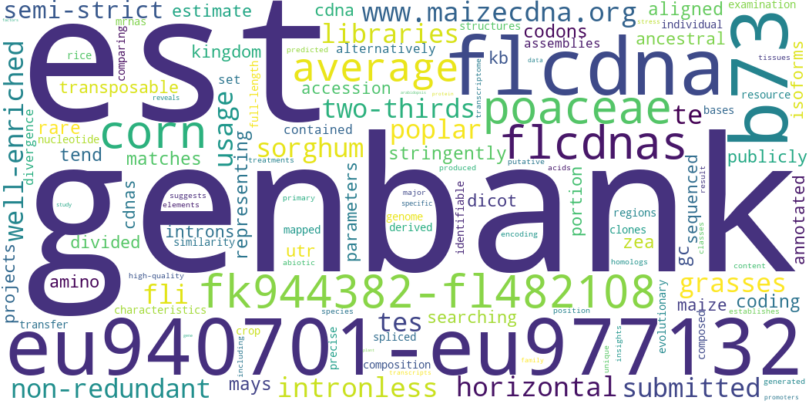 semi-strict
estimate
cdna
www.maizecdna.org
aligned
examination
mrnas
kingdom
libraries
codons
structures
individual
assemblies
ancestral
stress
rice
comparing
est
predicted
alternatively
average
flcdna
kb
b73
isoforms
transposable
reveals
accession
data
tissues
well-enriched
set
full-length
two-thirds
poaceae
te
bases
resource
rare
corn
usage
contained
poplar
flcdnas
nucleotide
divergence
tend
matches
sorghum
stringently
publicly
cdnas
representing
treatments
produced
putative
acids
result
genbank
suggests
elements
study
introns
similarity
primary
mapped
utr
abiotic
parameters
major
specific
genome
derived
identifiable
dicot
encoding
portion
regions
clones
homologs
zea
gc
sequenced
classes
annotated
projects
divided
amino
high-quality
fli
fk944382-fl482108
grasses
content
establishes
characteristics
transfer
crop
species
including
precise
spliced
tes
searching
position
evolutionary
maize
coding
composed
eu940701-eu977132
composition
family
transcripts
unique
insights
non-redundant
mays
intronless
horizontal
submitted
generated
promoters